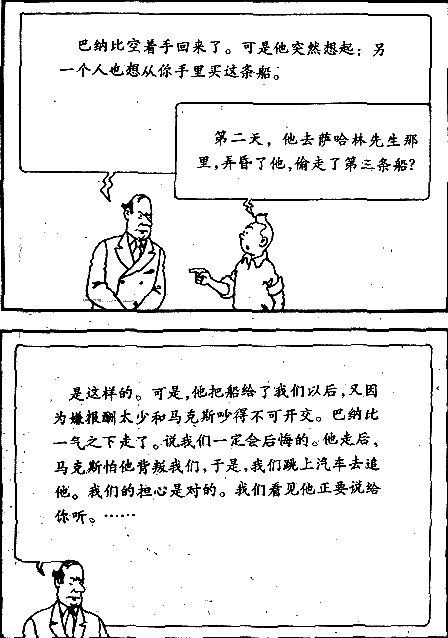 巴纳比空着手回来了。可是他突然想起：另
一个人也想从你手里买这条船。
第二天，他去萨哈林先生那
里，弄昏了他，偷走了第三条船？
是这样的。可是，他把船给了我们以后，又因
为嫌报酬太少和马克斯吵得不可开交。巴纳比
一气之下走了。说我们一定会后悔的。他走后，
马克斯怕他背叛我们，于是，我们跳上汽车去追
他。我们的担心是对的。我们看见他正要说给
你听。……